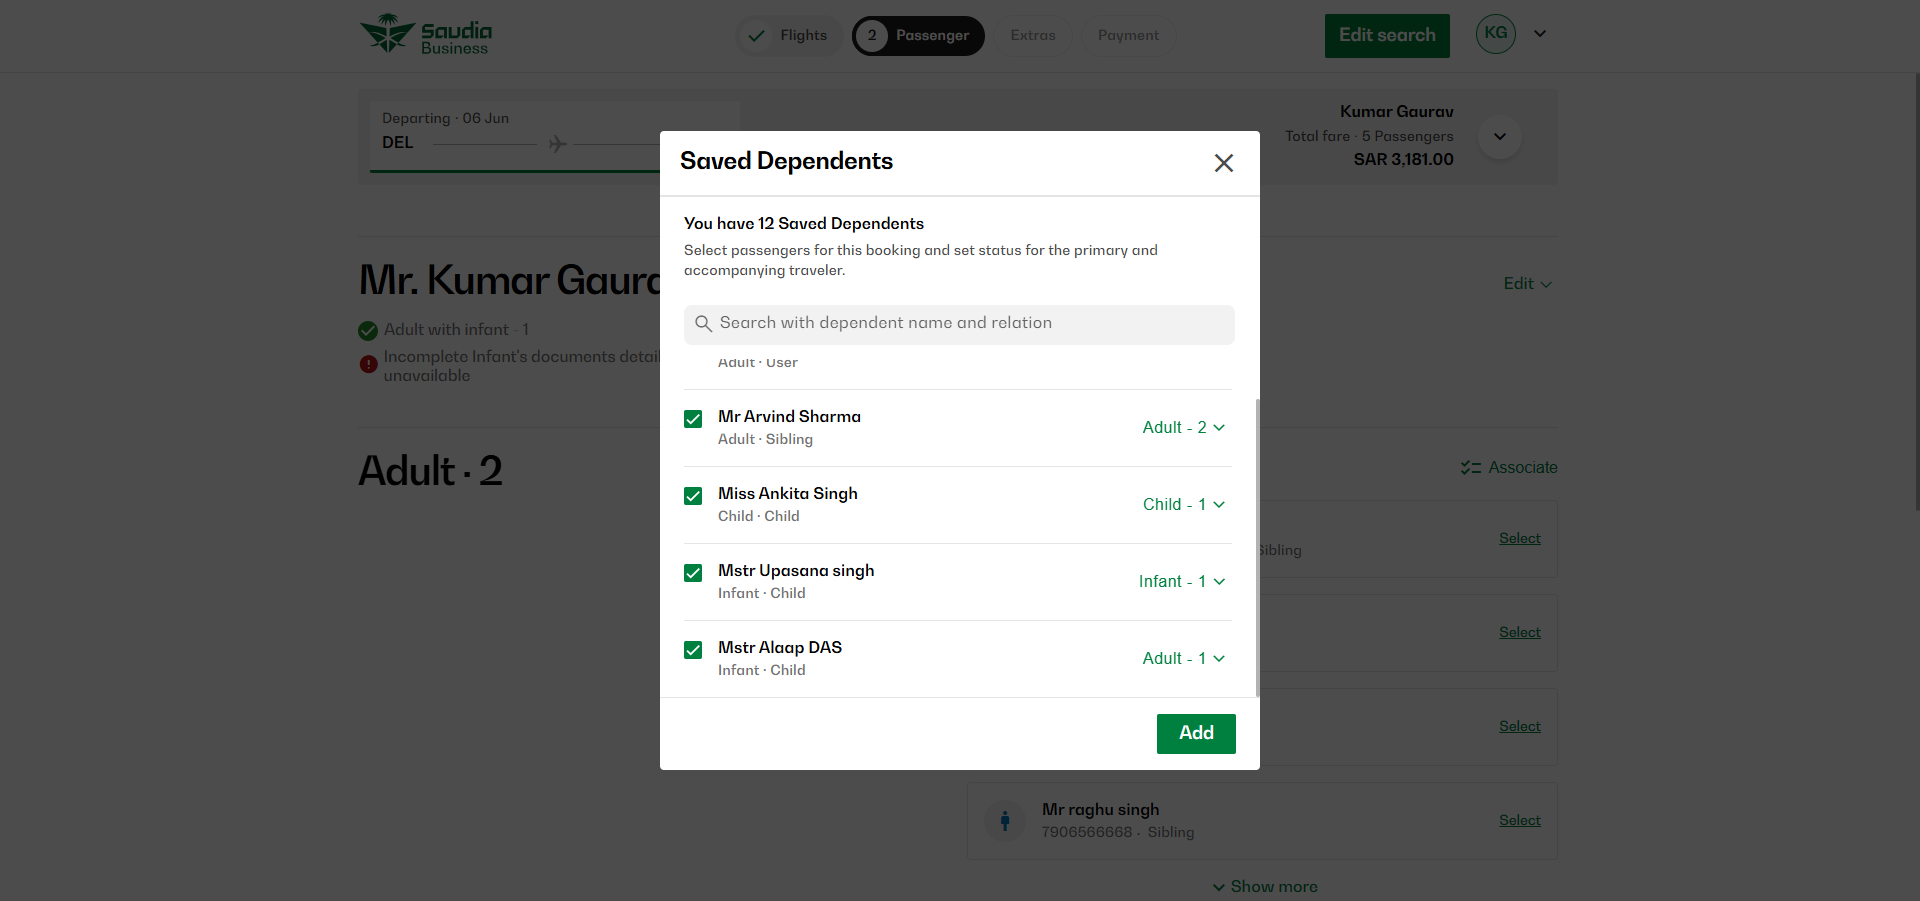 Saudia
Business
Flights
2 Passenger
Extras
Payment
Edit search
KG
Departing · 06 Jun
DEL
Kumar Gaurav
Total fare · 5 Passengers
SAR 3,181.00
Mr. Kumar Gaura
Edit
Adult with infant · 1
Incomplete Infant's documents detail
unavailable
Adult · 2
Associate
Sibling
Select
Select
Select
Mr raghu singh
7906566668 · Sibling
Select
Show more
Saved Dependents
You have 12 Saved Dependents
Select passengers for this booking and set status for the primary and
accompanying traveler.
Search with dependent name and relation
Adult · User
Mr Arvind Sharma
Adult · Sibling
Adult - 2
Miss Ankita Singh
Child · Child
Child - 1
Mstr Upasana singh
Infant · Child
Infant - 1
Mstr Alaap DAS
Infant · Child
Adult - 1
Add